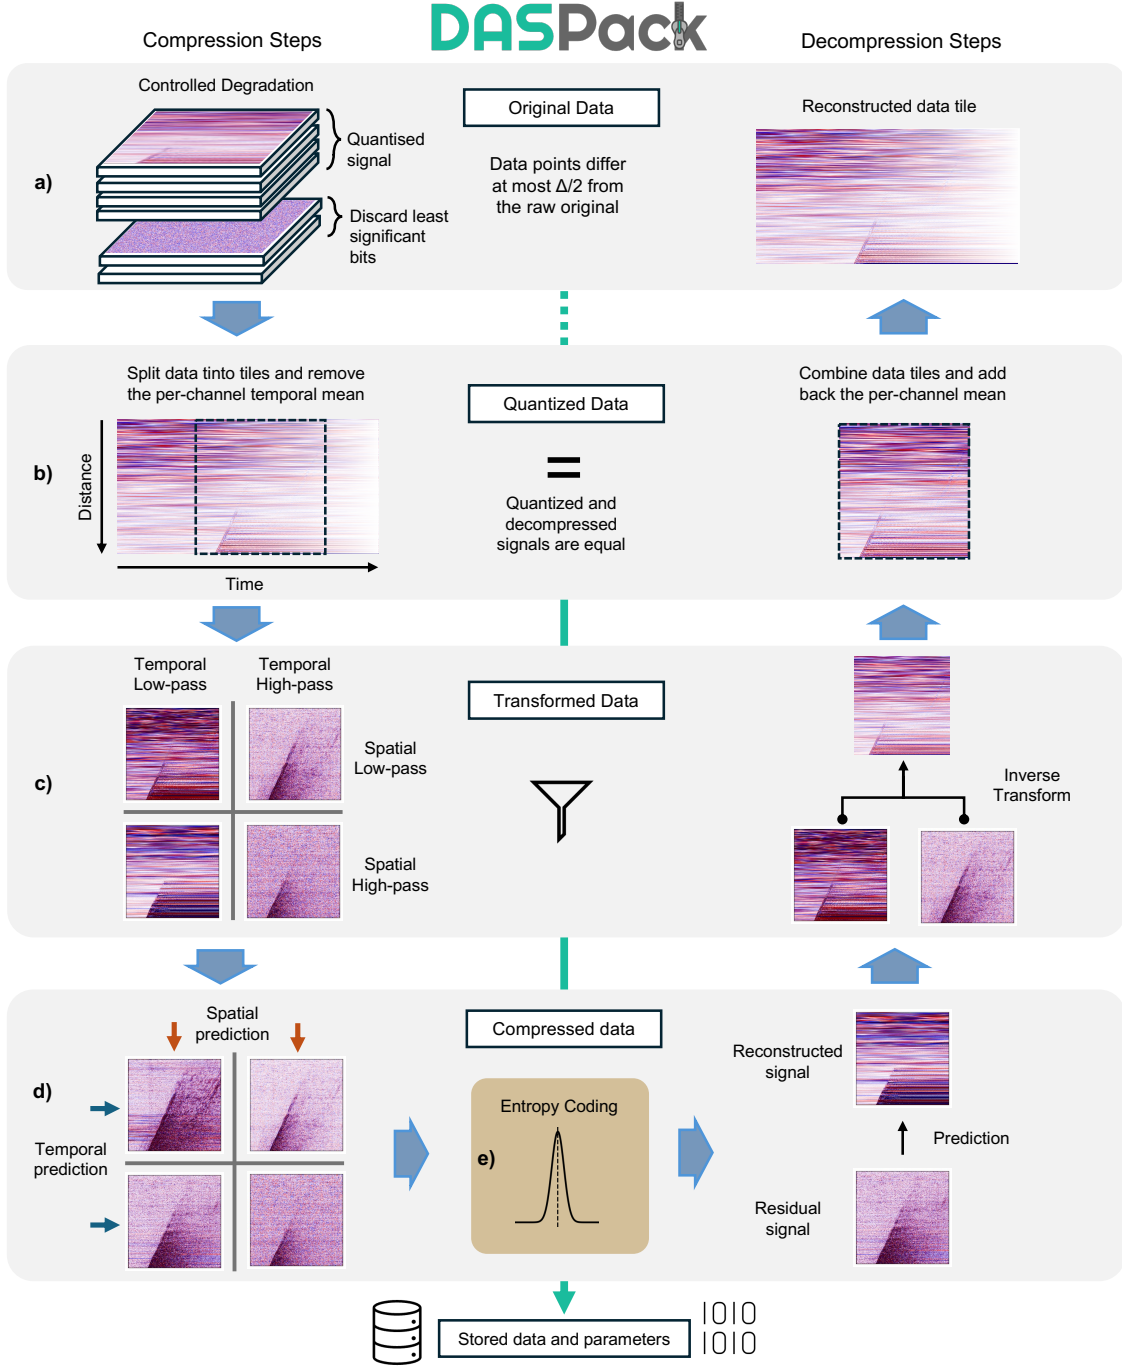 DASPack
Compression Steps
Decompression Steps
a)
Controlled Degradation
Quantised
signal
Discard least
significant
bits
Original Data
Data points differ
at most Δ/2 from
the raw original
Reconstructed data tile
b)
Split data tinto tiles and remove
the per-channel temporal mean
Distance
Time
Quantized Data
=
Quantized and
decompressed
signals are equal
Combine data tiles and add
back the per-channel mean
c)
Temporal
Low-pass
Temporal
High-pass
Spatial
Low-pass
Spatial
High-pass
Transformed Data
Inverse
Transform
d)
Spatial
prediction
Temporal
prediction
Compressed data
Entropy Coding
e)
Reconstructed
signal
Prediction
Residual
signal
Stored data and parameters
1010
1010